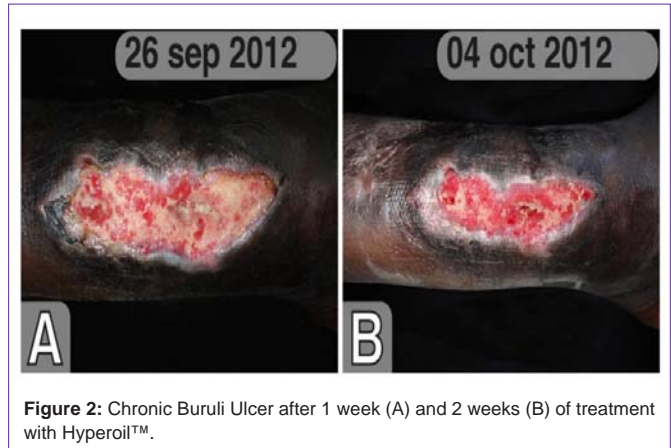 26 sep 2012
04 oct 2012
A
B
Figure 2: Chronic Buruli Ulcer after 1 week (A) and 2 weeks (B) of treatment
with Hyperoil™.